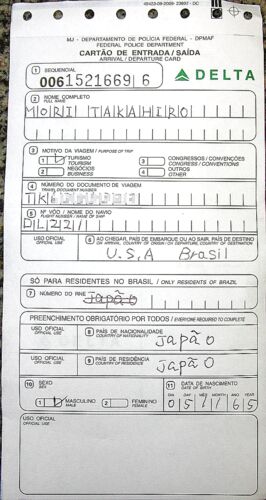 MJ - DEPARTAMENTO DE POLÍCIA FEDERAL - DPMAF
FEDERAL POLICE DEPARTMENT
CARTÃO DE ENTRADA/SAÍDA
ARRIVAL / DEPARTURE CARD
1 SEQUENCIAL
0061521669 6
DELTA
2 NOME COMPLETO
FULL NAME
MORI TAKAHIRO
3 MOTIVO DA VIAGEM / PURPOSE OF TRIP
1 TURISMO
TOURISM
3 CONGRESSOS / CONVENÇÕES
CONGRESS / CONVENTIONS
2 NEGÓCIOS
BUSINESS
4 OUTROS
OTHER
4 NÚMERO DO DOCUMENTO DE VIAGEM
TRAVEL DOCUMENT NUMBER
TK
5 Nº VÔO / NOME DO NAVIO
FLIGHT NUMBER - NAME OF SHIP
DL221
USO OFICIAL
OFFICIAL USE
6 AO CHEGAR, PAÍS DE EMBARQUE OU AO SAIR, PAÍS DE DESTINO
ON ARRIVAL, COUNTRY OF ORIGIN / ON DEPARTURE, COUNTRY OF DESTINATION
U.S.A Brasil
SÓ PARA RESIDENTES NO BRASIL / ONLY RESIDENTS OF BRAZIL
7 NÚMERO DO RNE
japão
PREENCHIMENTO OBRIGATÓRIO POR TODOS / EVERYONE REQUIRED TO COMPLETE
USO OFICIAL
OFFICIAL USE
8 PAÍS DE NACIONALIDADE
COUNTRY OF NATIONALITY
japão
USO OFICIAL
OFFICIAL USE
9 PAÍS DE RESIDÊNCIA
COUNTRY OF RESIDENCE
japão
10 SEXO
SEX
1 MASCULINO
MALE
2 FEMININO
FEMALE
11 DATA DE NASCIMENTO
DATE OF BIRTH
DIA DAY MÊS MONTH ANO YEAR
05 11 65
USO OFICIAL
OFFICIAL USE